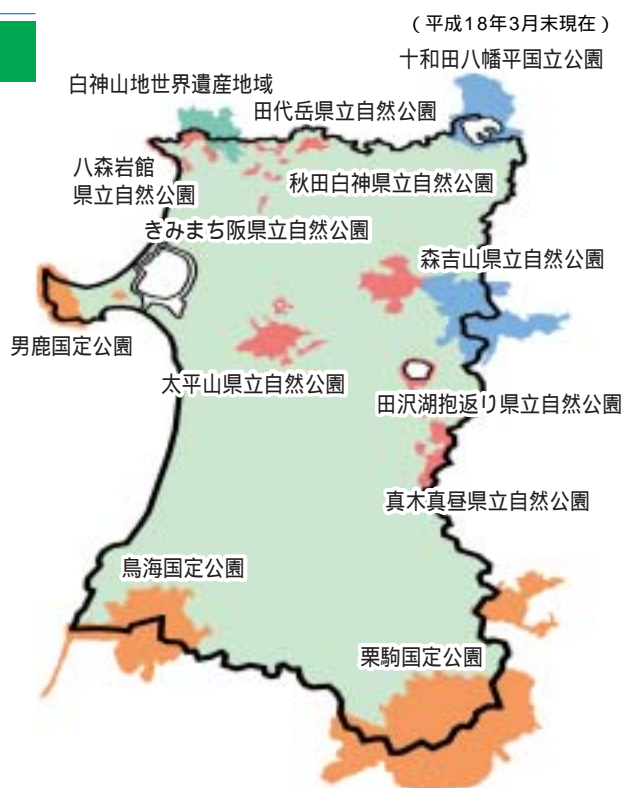 （平成18年3月末現在）
十和田八幡平国立公園
白神山地世界遺産地域
田代岳県立自然公園
八森岩館
県立自然公園
秋田白神県立自然公園
きみまち阪県立自然公園
森吉山県立自然公園
男鹿国定公園
太平山県立自然公園
田沢湖抱返り県立自然公園
真木真昼県立自然公園
鳥海国定公園
栗駒国定公園